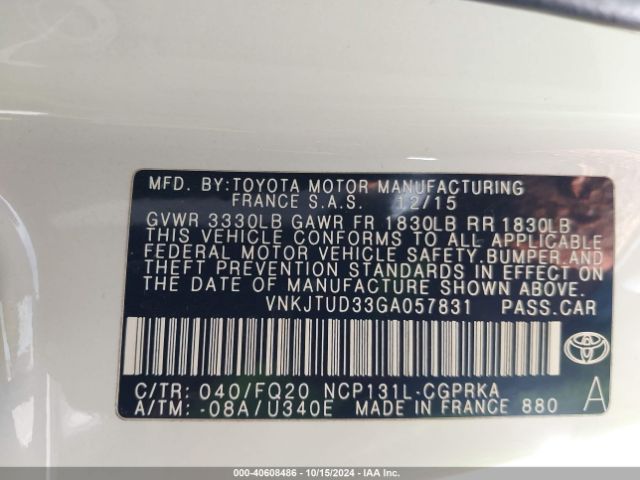 MFD. BY:TOYOTA MOTOR MANUFACTURING
FRANCE S.A.S. 12/15
GVWR 3330LB GAWR FR 1830LB RR 1830LB
THIS VEHICLE CONFORMS TO ALL APPLICABLE
FEDERAL MOTOR VEHICLE SAFETY,BUMPER,AND
THEFT PREVENTION STANDARDS IN EFFECT ON
THE DATE OF MANUFACTURE SHOWN ABOVE.
VNKJTUD33GA057831 PASS.CAR
C/TR: 040/FQ20 NCP131L-CGPRKA
A/TM: -08A/U340E MADE IN FRANCE 880
A
000-40608486 - 10/15/2024 - IAA Inc.